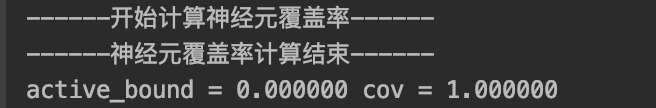 ------开始计算神经元覆盖率------
------神经元覆盖率计算结束------
active_bound = 0.000000 cov = 1.000000